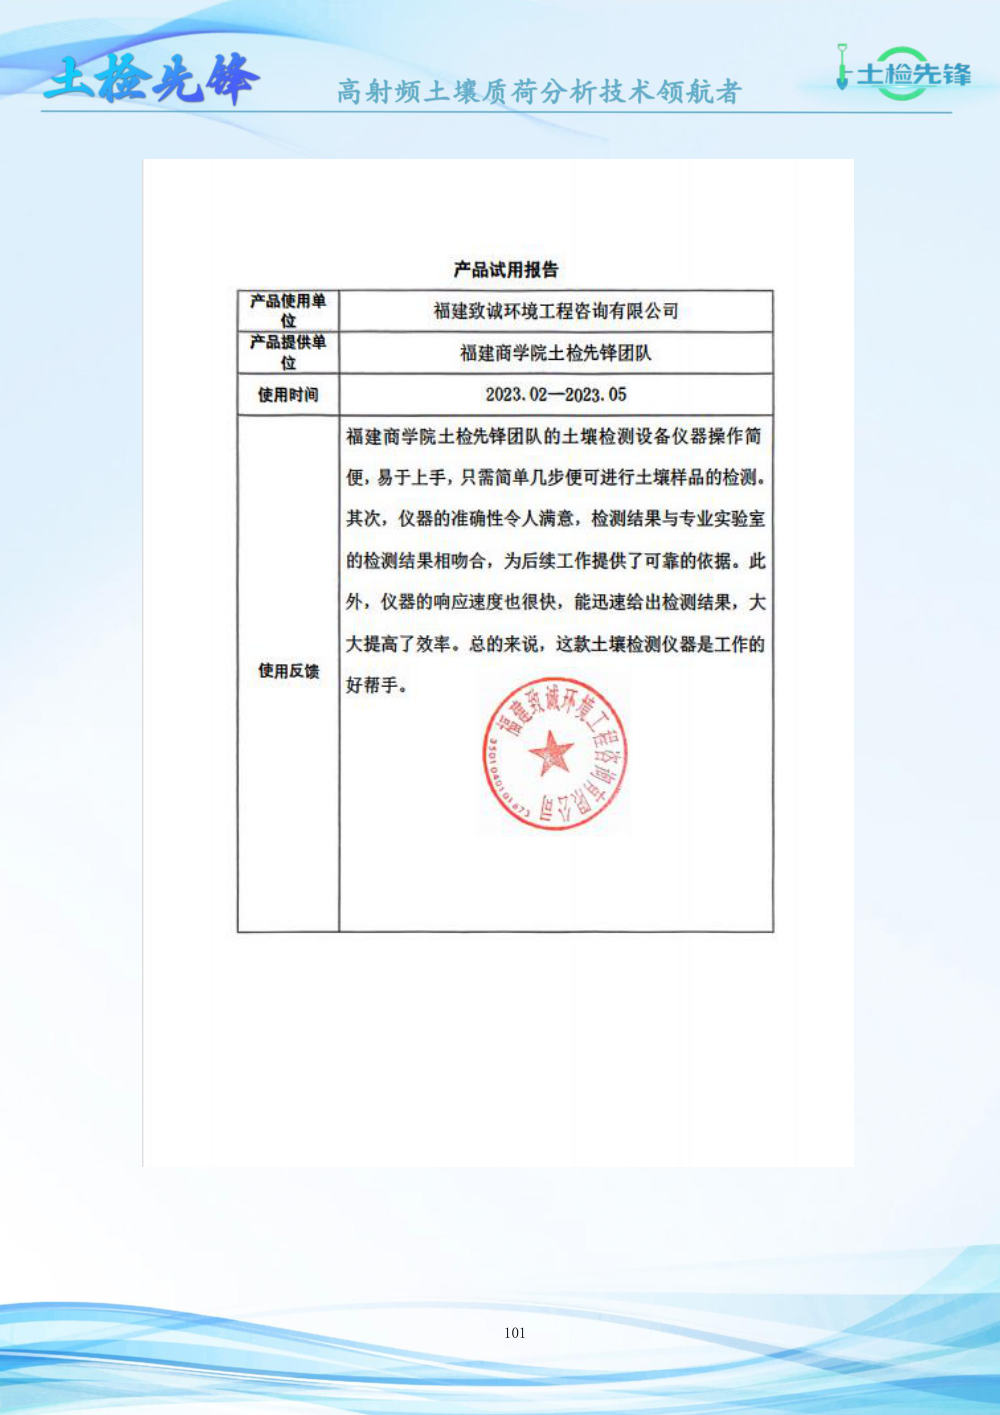 土检先锋
高射频土壤质荷分析技术领航者
土检先锋
产品试用报告
产品使用单
位
福建致诚环境工程咨询有限公司
产品提供单
位
福建商学院土检先锋团队
使用时间
2023.02—2023.05
使用反馈
福建商学院土检先锋团队的土壤检测设备仪器操作简
便，易于上手，只需简单几步便可进行土壤样品的检测。
其次，仪器的准确性令人满意，检测结果与专业实验室
的检测结果相吻合，为后续工作提供了可靠的依据。此
外，仪器的响应速度也很快，能迅速给出检测结果，大
大提高了效率。总的来说，这款土壤检测仪器是工作的
好帮手。
福建致诚环境工程咨询有限公司
3501040101673
101